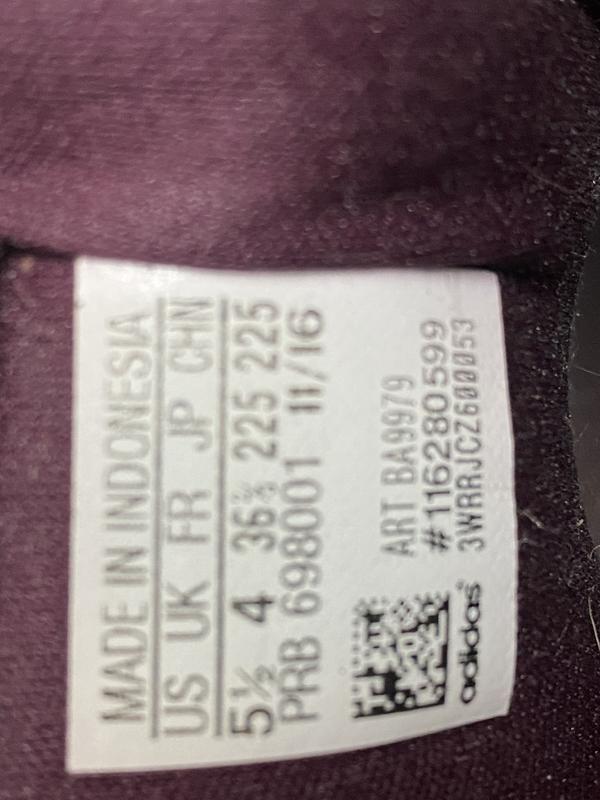 MADE IN INDONESIA
US UK FR JP CHN
5½ 4 36⅔ 225 225
PRB 698001 11/16
ART BA9979
#116280599
3WRRJCZ600053
adidas